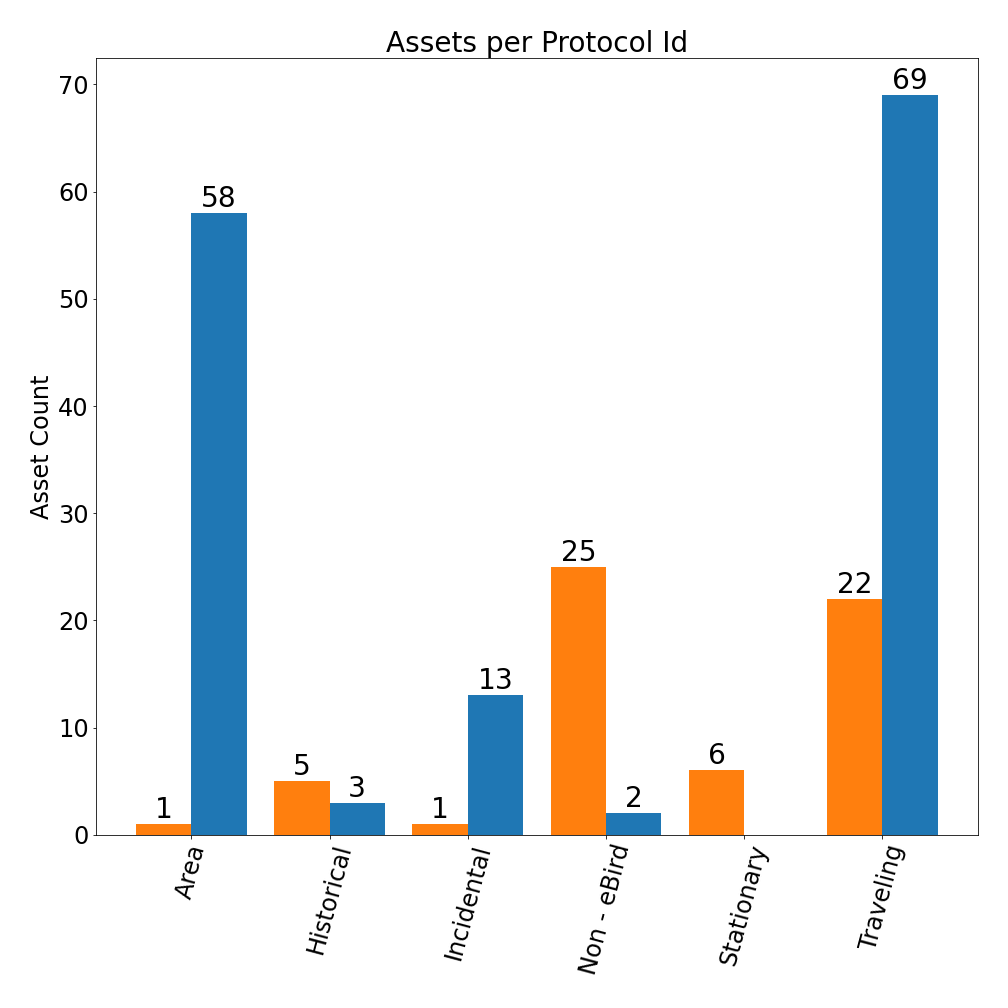 Assets per Protocol Id
Asset Count
70
60
50
40
30
20
10
0
1
58
5
3
1
13
25
2
6
22
69
Area
Historical
Incidental
Non - eBird
Stationary
Traveling